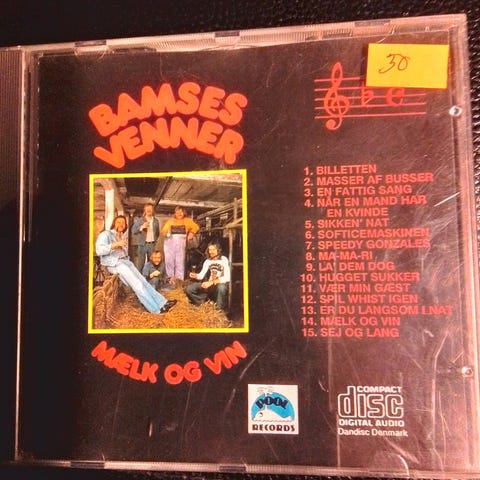 30
BAMSES
VENNER
1. BILLETTEN
2. MASSER AF BUSSER
3. EN FATTIG SANG
4. NÅR EN MAND HAR
EN KVINDE
5. SIKKEN' NAT
6. SOFTICEMASKINEN
7. SPEEDY GONZALES
8. MA-MA-RI
9. LA' DEM DOG
10. HUGGET SUKKER
11. VÆR MIN GÆST
12. SPIL WHIST IGEN
13. ER DU LANGSOM I NAT
14. MÆLK OG VIN
15. SEJ OG LANG
MÆLK OG VIN
POOL
RECORDS
COMPACT
disc
DIGITAL AUDIO
Dandisc Denmark